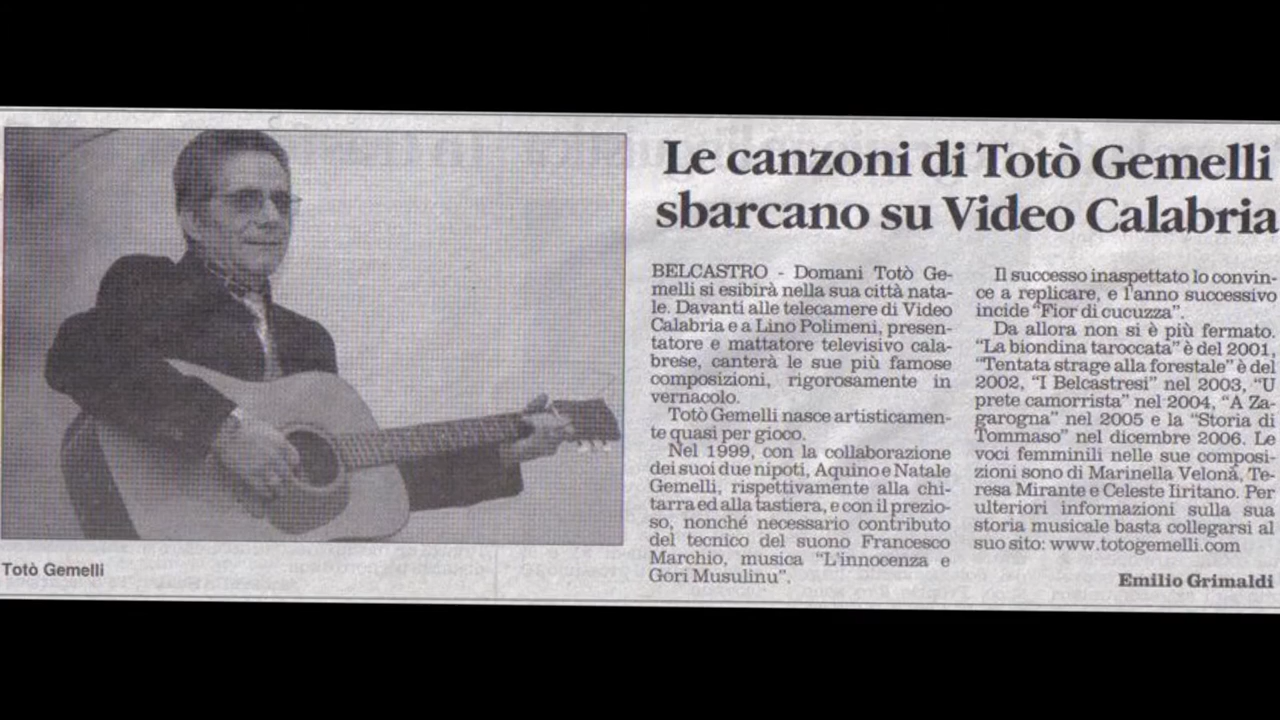 Le canzoni di Totò Gemelli
sbarcano su Video Calabria
BELCASTRO - Domani Totò Ge-
melli si esibirà nella sua città nata-
le. Davanti alle telecamere di Video
Calabria e a Lino Polimeni, presen-
tatore e mattatore televisivo cala-
brese, canterà le sue più famose
composizioni, rigorosamente in
vernacolo.
Totò Gemelli nasce artisticamen-
te quasi per gioco.
Nel 1999, con la collaborazione
dei suoi due nipoti, Aquino e Natale
Gemelli, rispettivamente alla chi-
tarra ed alla tastiera, e con il prezio-
so, nonché necessario contributo
del tecnico del suono Francesco
Marchio, musica "L'innocenza e
Gori Musulinu".
Il successo inaspettato lo convin-
ce a replicare, e l'anno successivo
incide "Fior di cucuzza".
Da allora non si è più fermato.
"La biondina taroccata" è del 2001,
"Tentata strage alla forestale" è del
2002, "I Belcastresi" nel 2003, "U
prete camorrista" nel 2004, "A Za-
garogna" nel 2005 e la "Storia di
Tommaso" nel dicembre 2006. Le
voci femminili nelle sue composi-
zioni sono di Marinella Velonà, Te-
resa Mirante e Celeste Iiritano. Per
ulteriori informazioni sulla sua
storia musicale basta collegarsi al
suo sito: www.totogemelli.com
Emilio Grimaldi
Totò Gemelli